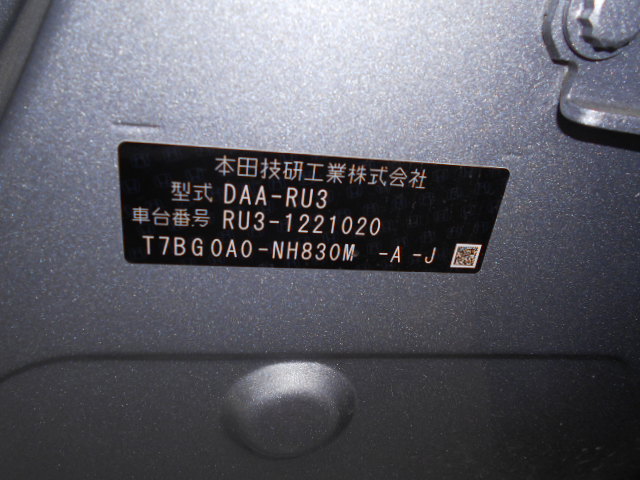 本田技研工業株式会社
型式 DAA-RU3
車台番号 RU3-1221020
T7BG0A0-NH830M -A -J